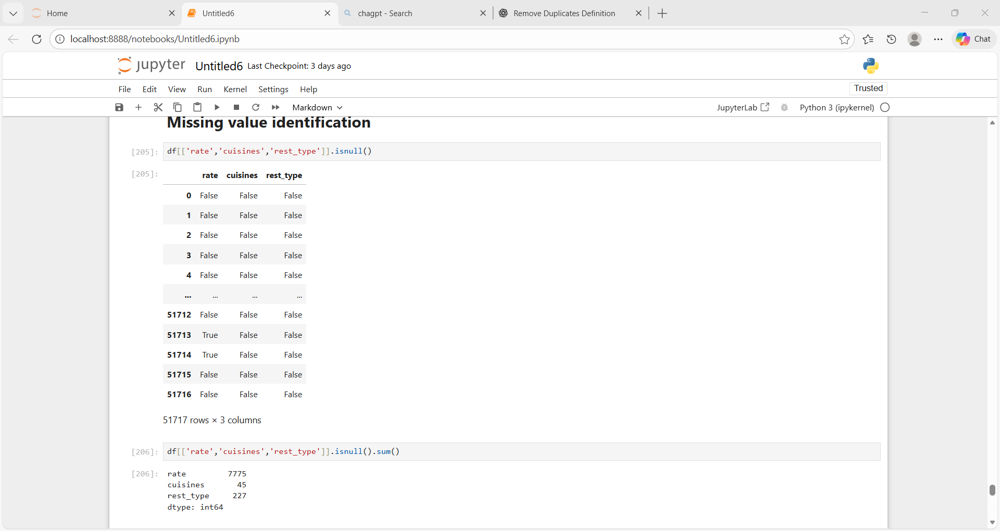 Home
Untitled6
chagpt - Search
Remove Duplicates Definition
localhost:8888/notebooks/Untitled6.ipynb
Chat
jupyter Untitled6 Last Checkpoint: 3 days ago
File Edit View Run Kernel Settings Help
Trusted
Markdown
JupyterLab
Python 3 (ipykernel)
Missing value identification
[205]: df[['rate','cuisines','rest_type']].isnull()
[205]: rate cuisines rest_type
0 False False False
1 False False False
2 False False False
3 False False False
4 False False False
... ... ... ...
51712 False False False
51713 True False False
51714 True False False
51715 False False False
51716 False False False
51717 rows × 3 columns
[206]: df[['rate','cuisines','rest_type']].isnull().sum()
[206]: rate 7775
cuisines 45
rest_type 227
dtype: int64